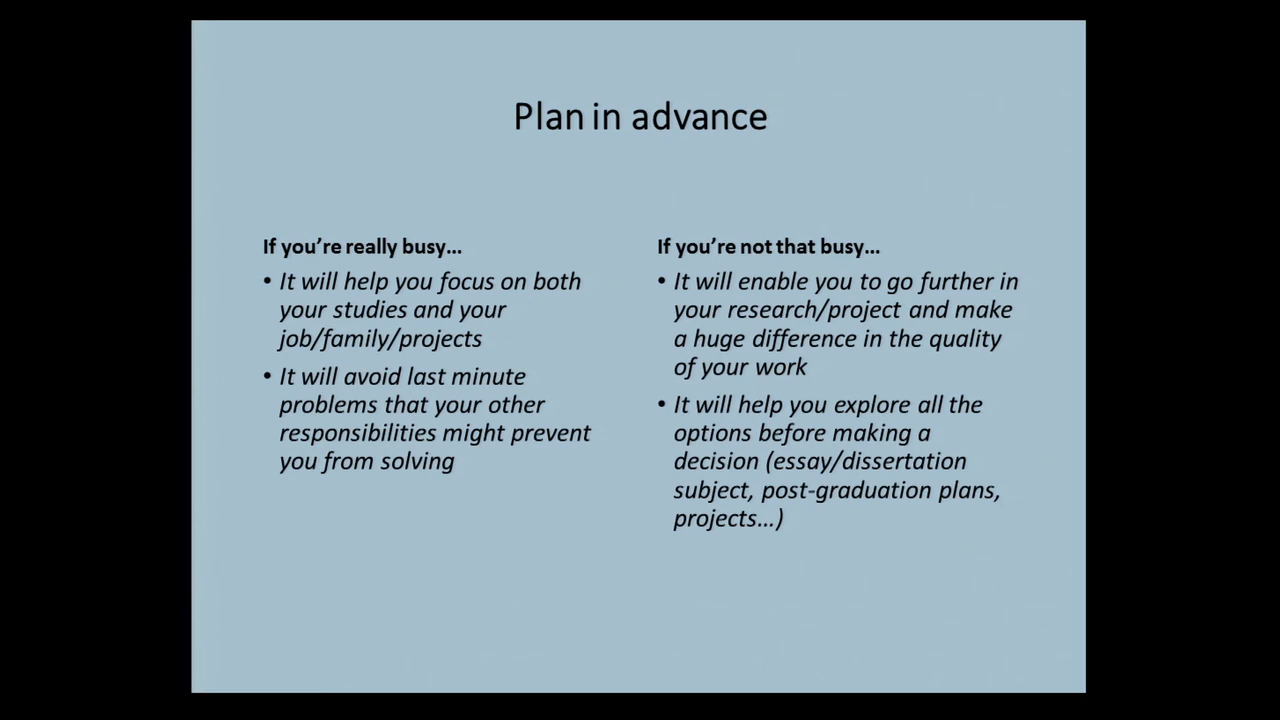 Plan in advance
If you're really busy...
• It will help you focus on both
your studies and your
job/family/projects
• It will avoid last minute
problems that your other
responsibilities might prevent
you from solving
If you're not that busy...
• It will enable you to go further in
your research/project and make
a huge difference in the quality
of your work
• It will help you explore all the
options before making a
decision (essay/dissertation
subject, post-graduation plans,
projects...)